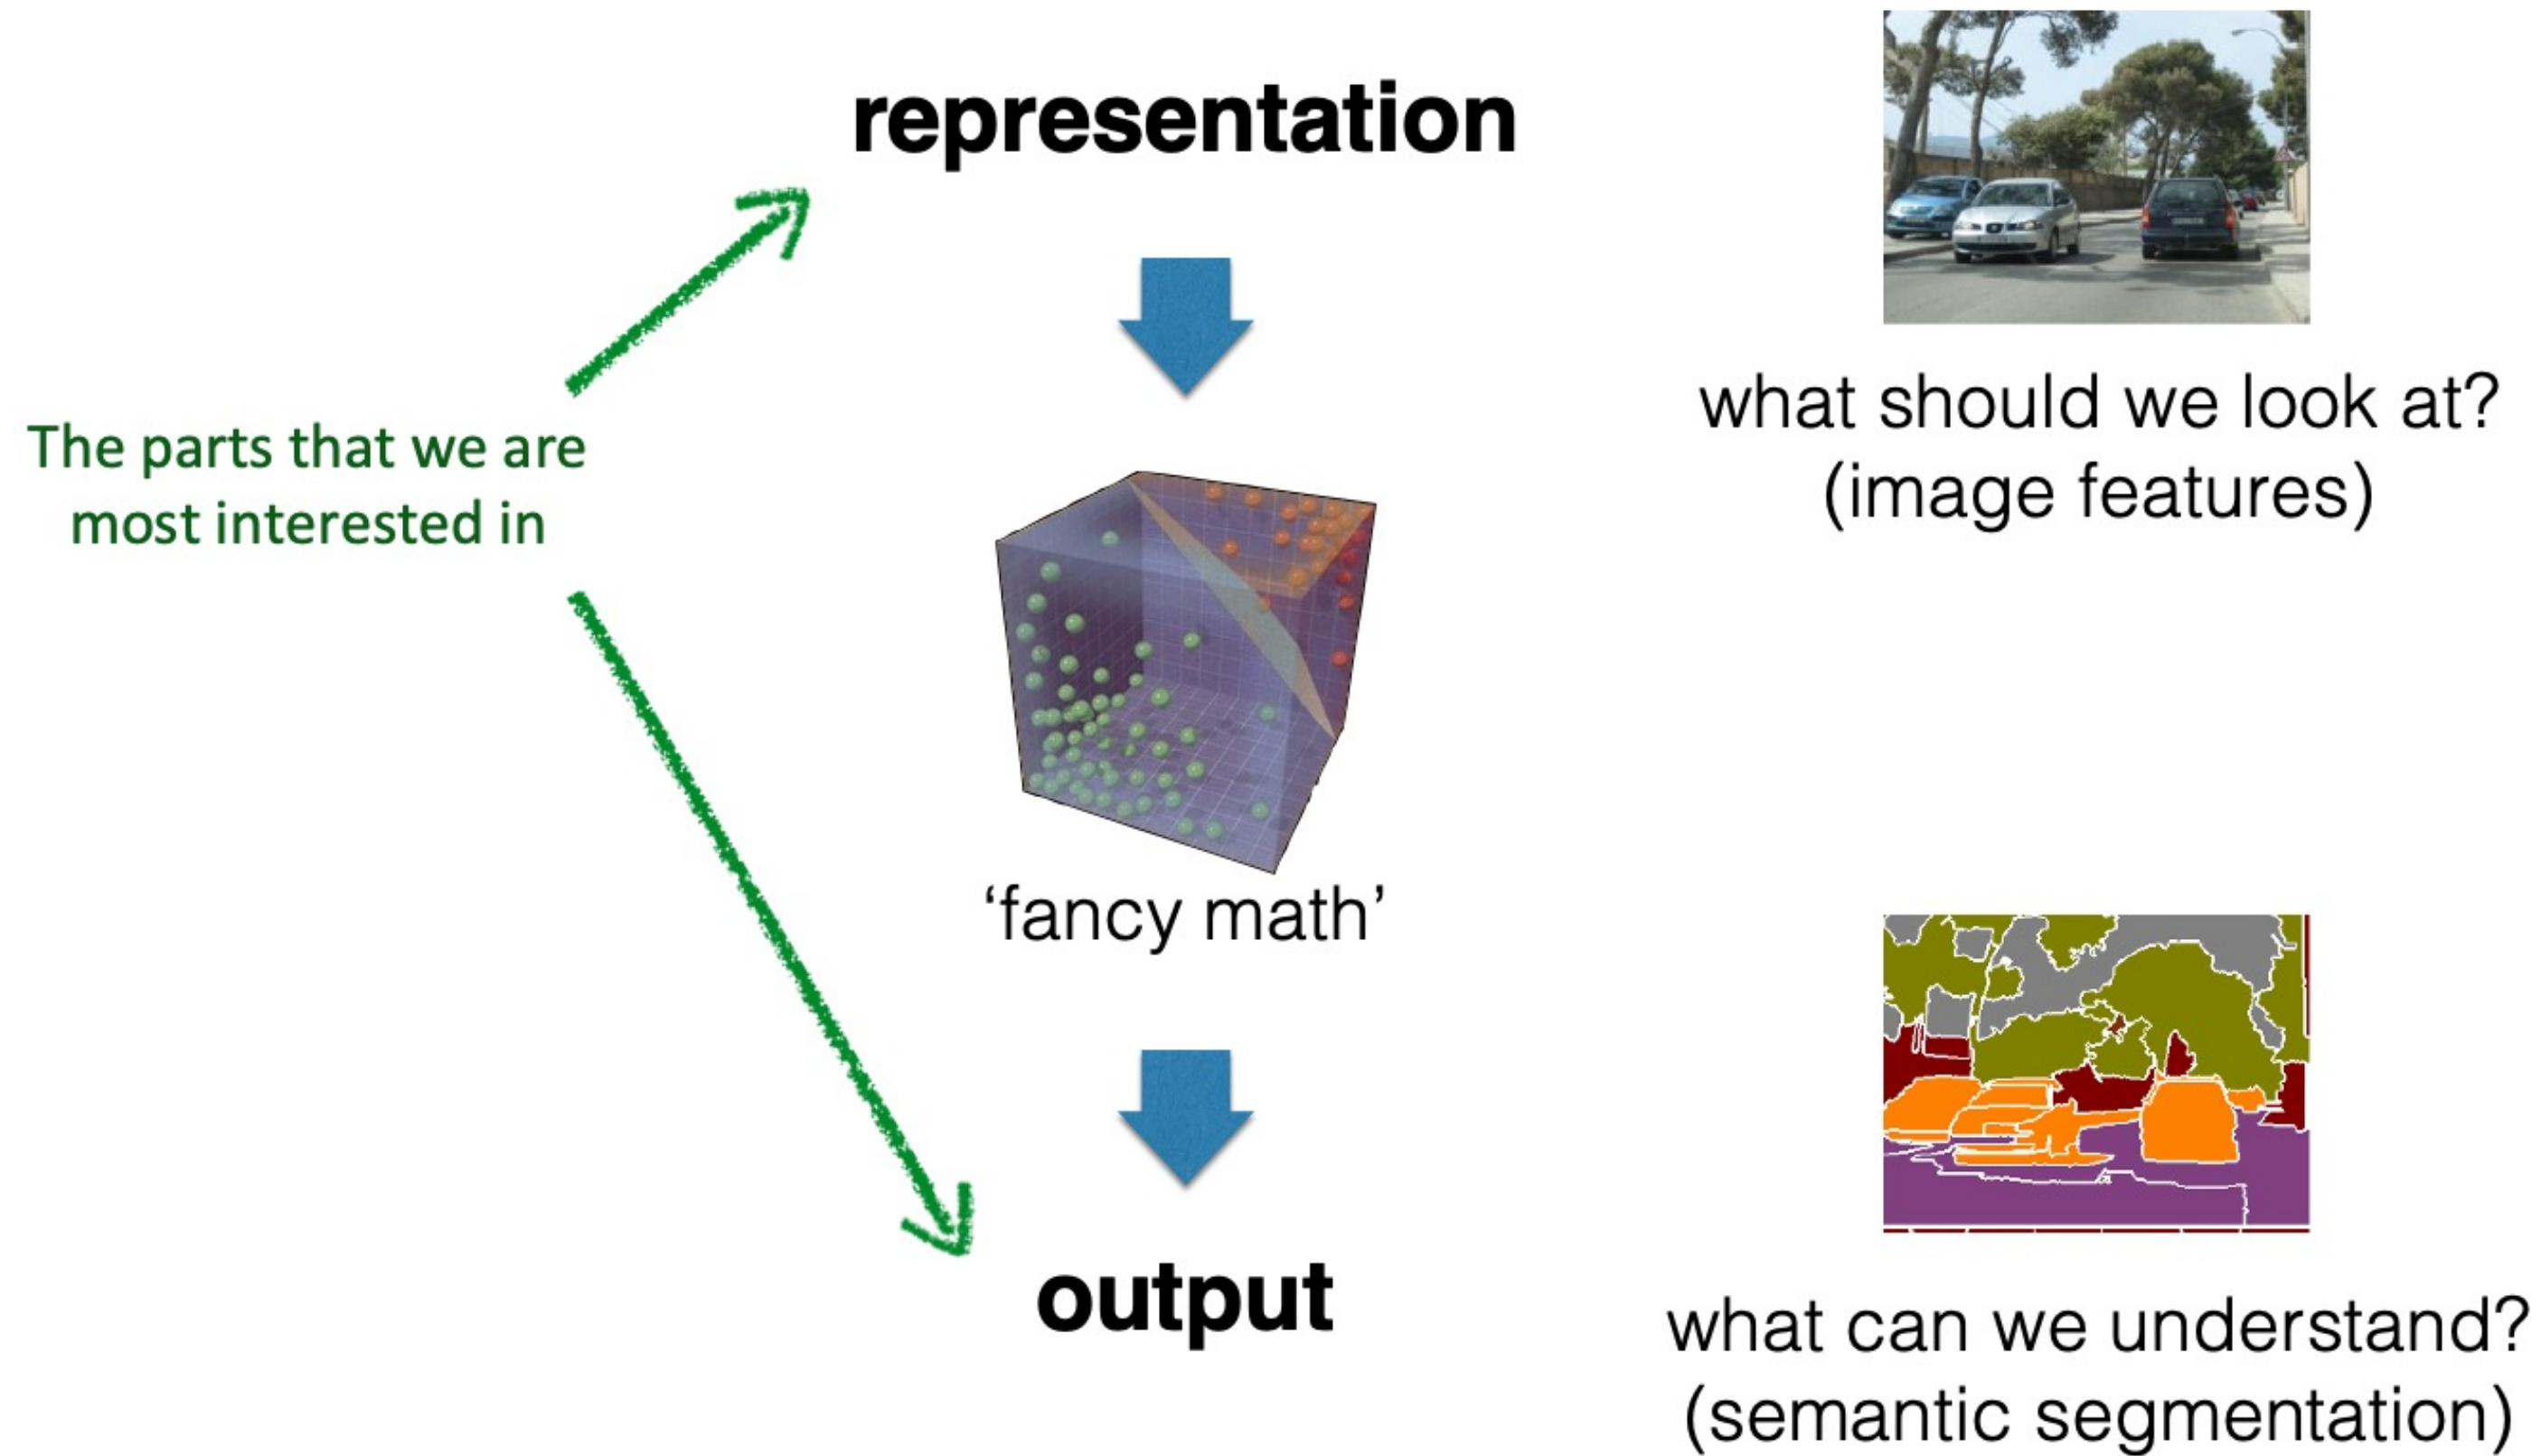 representation
what should we look at?
(image features)
The parts that we are
most interested in
‘fancy math’
output
what can we understand?
(semantic segmentation)